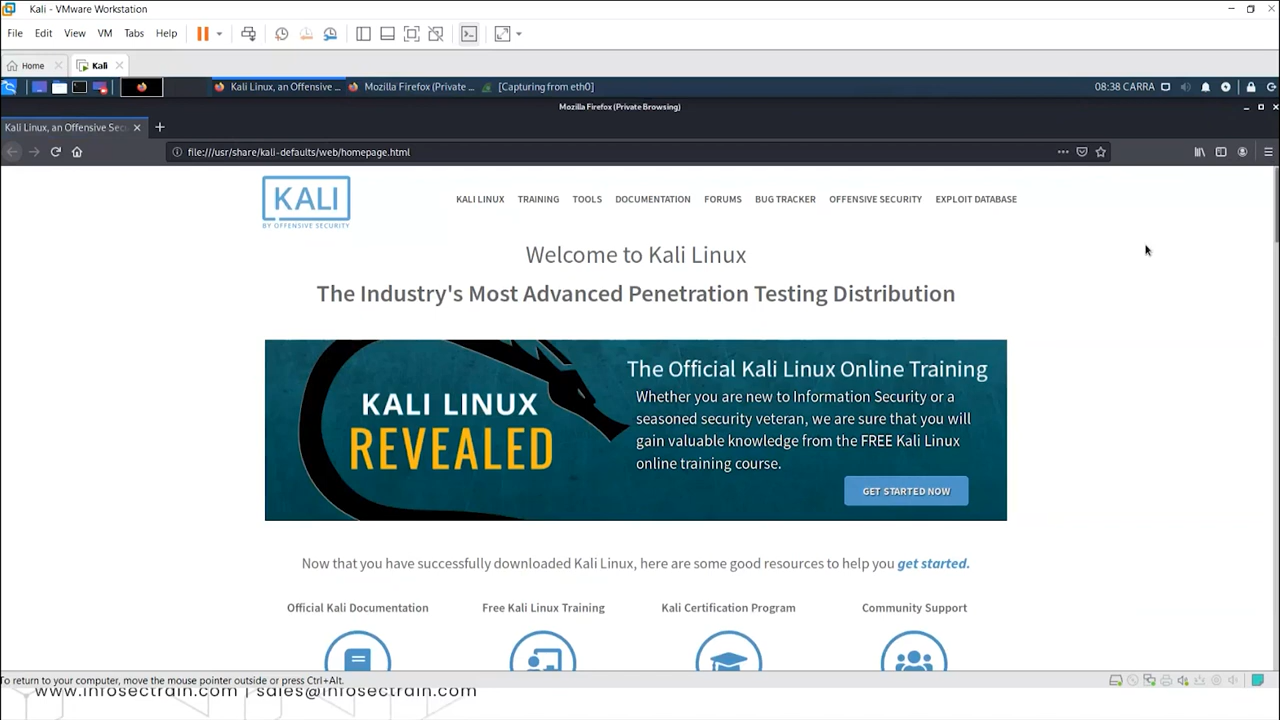 Kali - VMware Workstation
File Edit View VM Tabs Help
Home Kali
Kali Linux, an Offensive ... Mozilla Firefox (Private ... [Capturing from eth0] 08:38 CARRA
Mozilla Firefox (Private Browsing)
Kali Linux, an Offensive Sec
file:///usr/share/kali-defaults/web/homepage.html
KALI
BY OFFENSIVE SECURITY
KALI LINUX TRAINING TOOLS DOCUMENTATION FORUMS BUG TRACKER OFFENSIVE SECURITY EXPLOIT DATABASE
Welcome to Kali Linux
The Industry's Most Advanced Penetration Testing Distribution
KALI LINUX
REVEALED
The Official Kali Linux Online Training
Whether you are new to Information Security or a
seasoned security veteran, we are sure that you will
gain valuable knowledge from the FREE Kali Linux
online training course.
GET STARTED NOW
Now that you have successfully downloaded Kali Linux, here are some good resources to help you get started.
Official Kali Documentation Free Kali Linux Training Kali Certification Program Community Support
To return to your computer, move the mouse pointer outside or press Ctrl+Alt.
www.infosectrain.com | sales@infosectrain.com